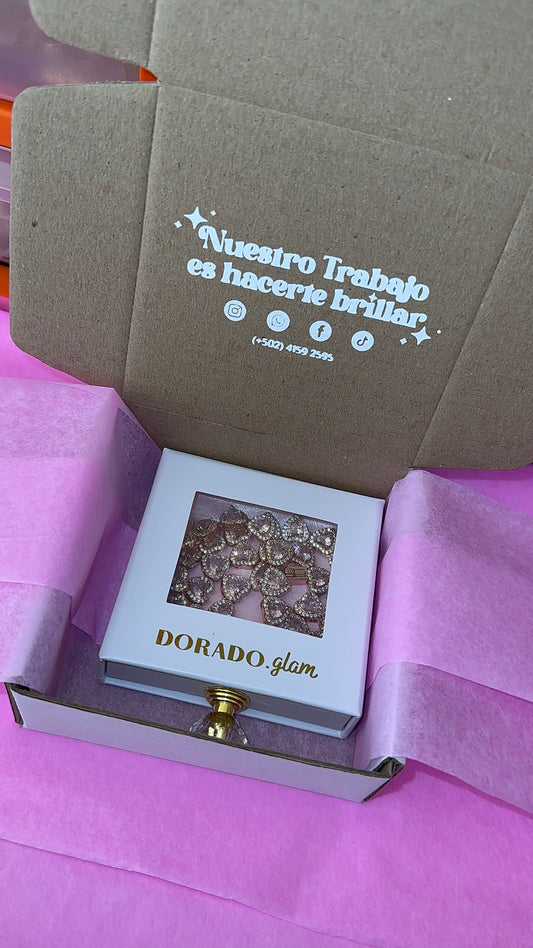 Nuestro Trabajo
es hacerte brillar
(+502) 4159 2595
DORADO.glam